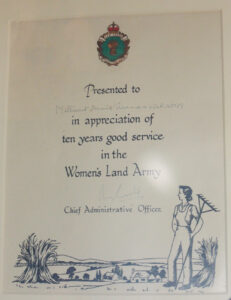 Presented to
in appreciation of
ten years good service
in the
Women's Land Army
Chief Administrative Officer